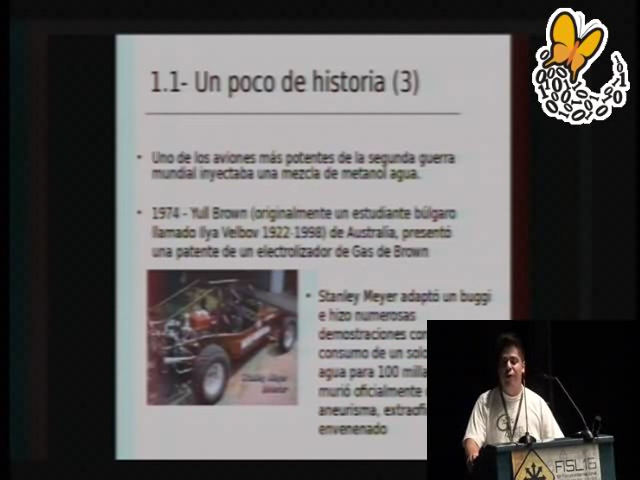 1.1- Un poco de historia (3)
• Uno de los aviones más potentes de la segunda guerra
mundial inyectaba una mezcla de metanol agua.
• 1974 - Yull Brown (originalmente un estudiante búlgaro
llamado Ilya Velbov 1922-1998) de Australia, presentó
una patente de un electrolizador de Gas de Brown
• Stanley Meyer adaptó un buggi
e hizo numerosas
demostraciones con
consumo de un solo
agua para 100 milla
murió oficialmente
aneurisma, extraofi
envenenado
Stanley Meyer
FISL16